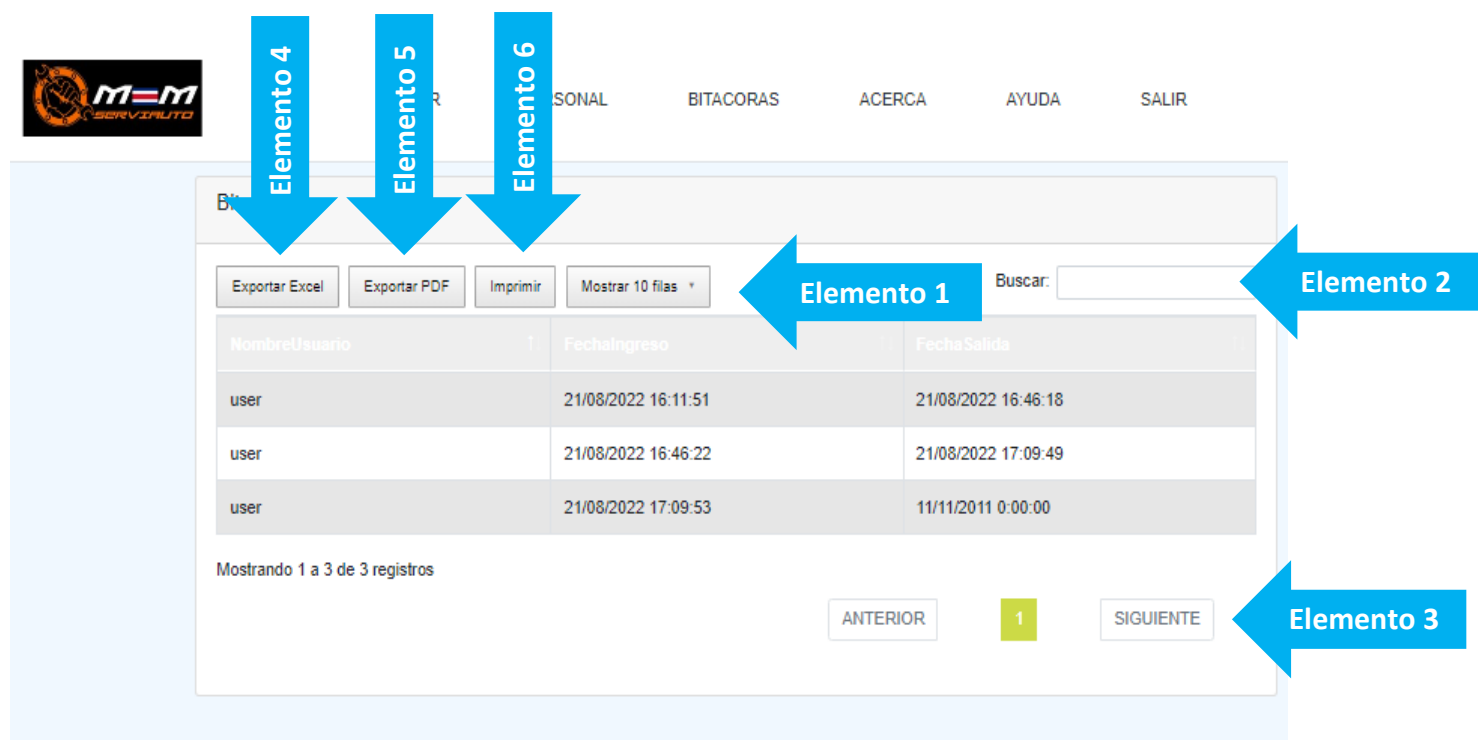 Elemento 4
Elemento 5
Elemento 6
M=M
SERVIAUTO
BITACORAS
ACERCA
AYUDA
SALIR
Elemento 1
Elemento 2
Exportar Excel
Exportar PDF
Imprimir
Mostrar 10 filas
Buscar:
NombreUsuario
FechaIngreso
FechaSalida
user
21/08/2022 16:11:51
21/08/2022 16:46:18
user
21/08/2022 16:46:22
21/08/2022 17:09:49
user
21/08/2022 17:09:53
11/11/2011 0:00:00
Mostrando 1 a 3 de 3 registros
ANTERIOR
1
SIGUIENTE
Elemento 3